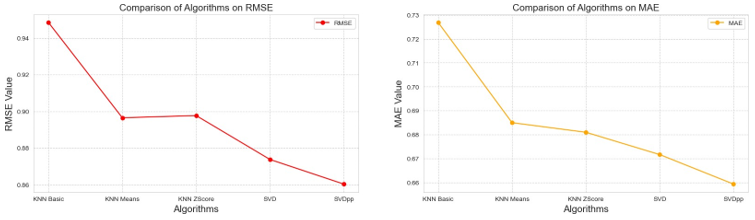 Comparison of Algorithms on RMSE
RMSE
0.94
0.92
0.90
0.88
0.86
RMSE Value
KNN Basic KNN Means KNN ZScore SVD SVDpp
Algorithms
Comparison of Algorithms on MAE
MAE
0.73
0.72
0.71
0.70
0.69
0.68
0.67
0.66
MAE Value
KNN Basic KNN Means KNN ZScore SVD SVDpp
Algorithms